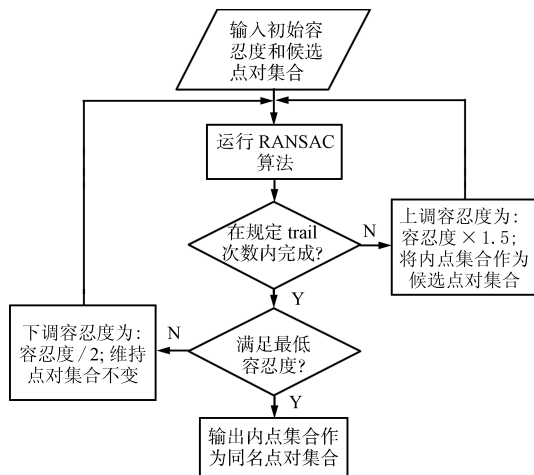 输入初始容
忍度和候选
点对集合
运行 RANSAC
算法
在规定 trail
次数内完成?
N
上调容忍度为:
容忍度×1.5;
将内点集合作为
候选点对集合
Y
下调容忍度为:
容忍度/2;维持
点对集合不变
N
满足最低
容忍度?
Y
输出内点集合作
为同名点对集合